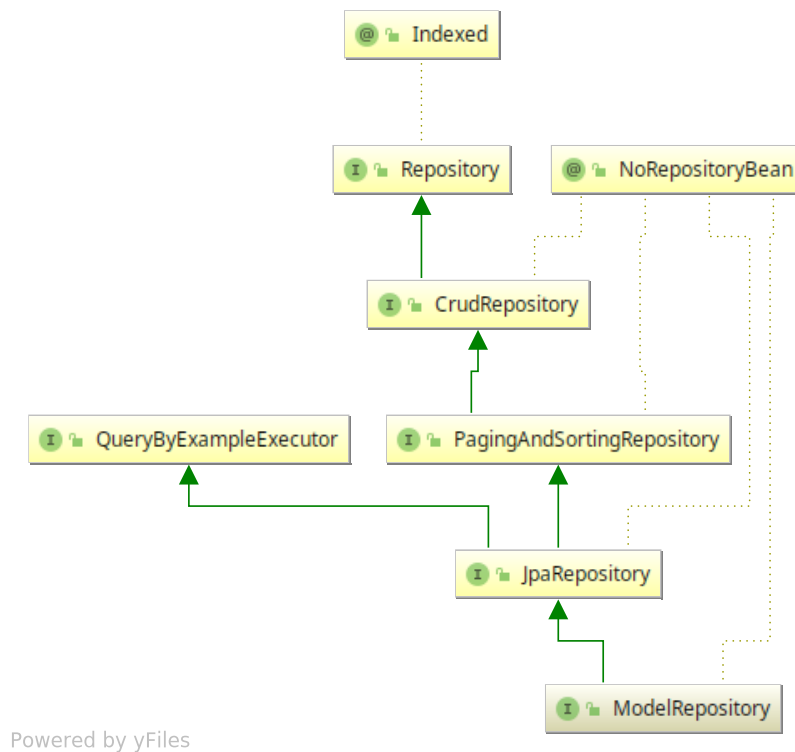 @ Indexed
I Repository
@ NoRepositoryBean
I CrudRepository
I QueryByExampleExecutor
I PagingAndSortingRepository
I JpaRepository
I ModelRepository
Powered by yFiles